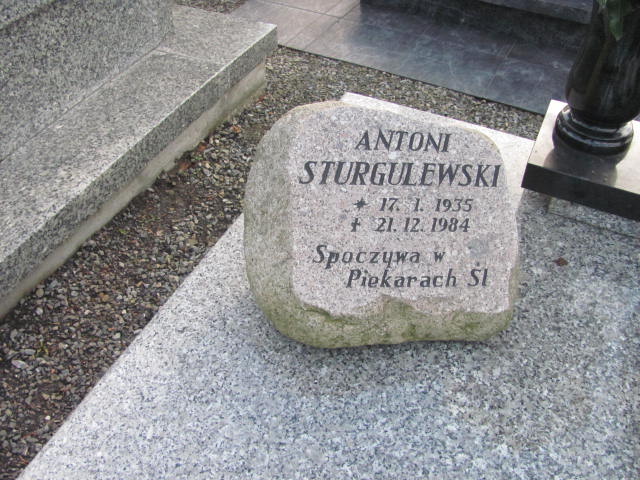 ANTONI
STURGULEWSKI
* 17. 1. 1935
✝ 21. 12. 1984
Spoczywa w
Piekarach Śl